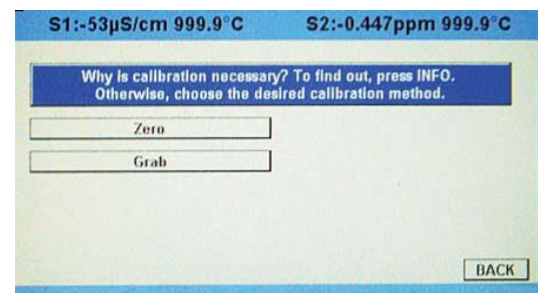 S1:-53µS/cm 999.9°C S2:-0.447ppm 999.9°C
Why is calibration necessary? To find out, press INFO.
Otherwise, choose the desired calibration method.
Zero
Grab
BACK